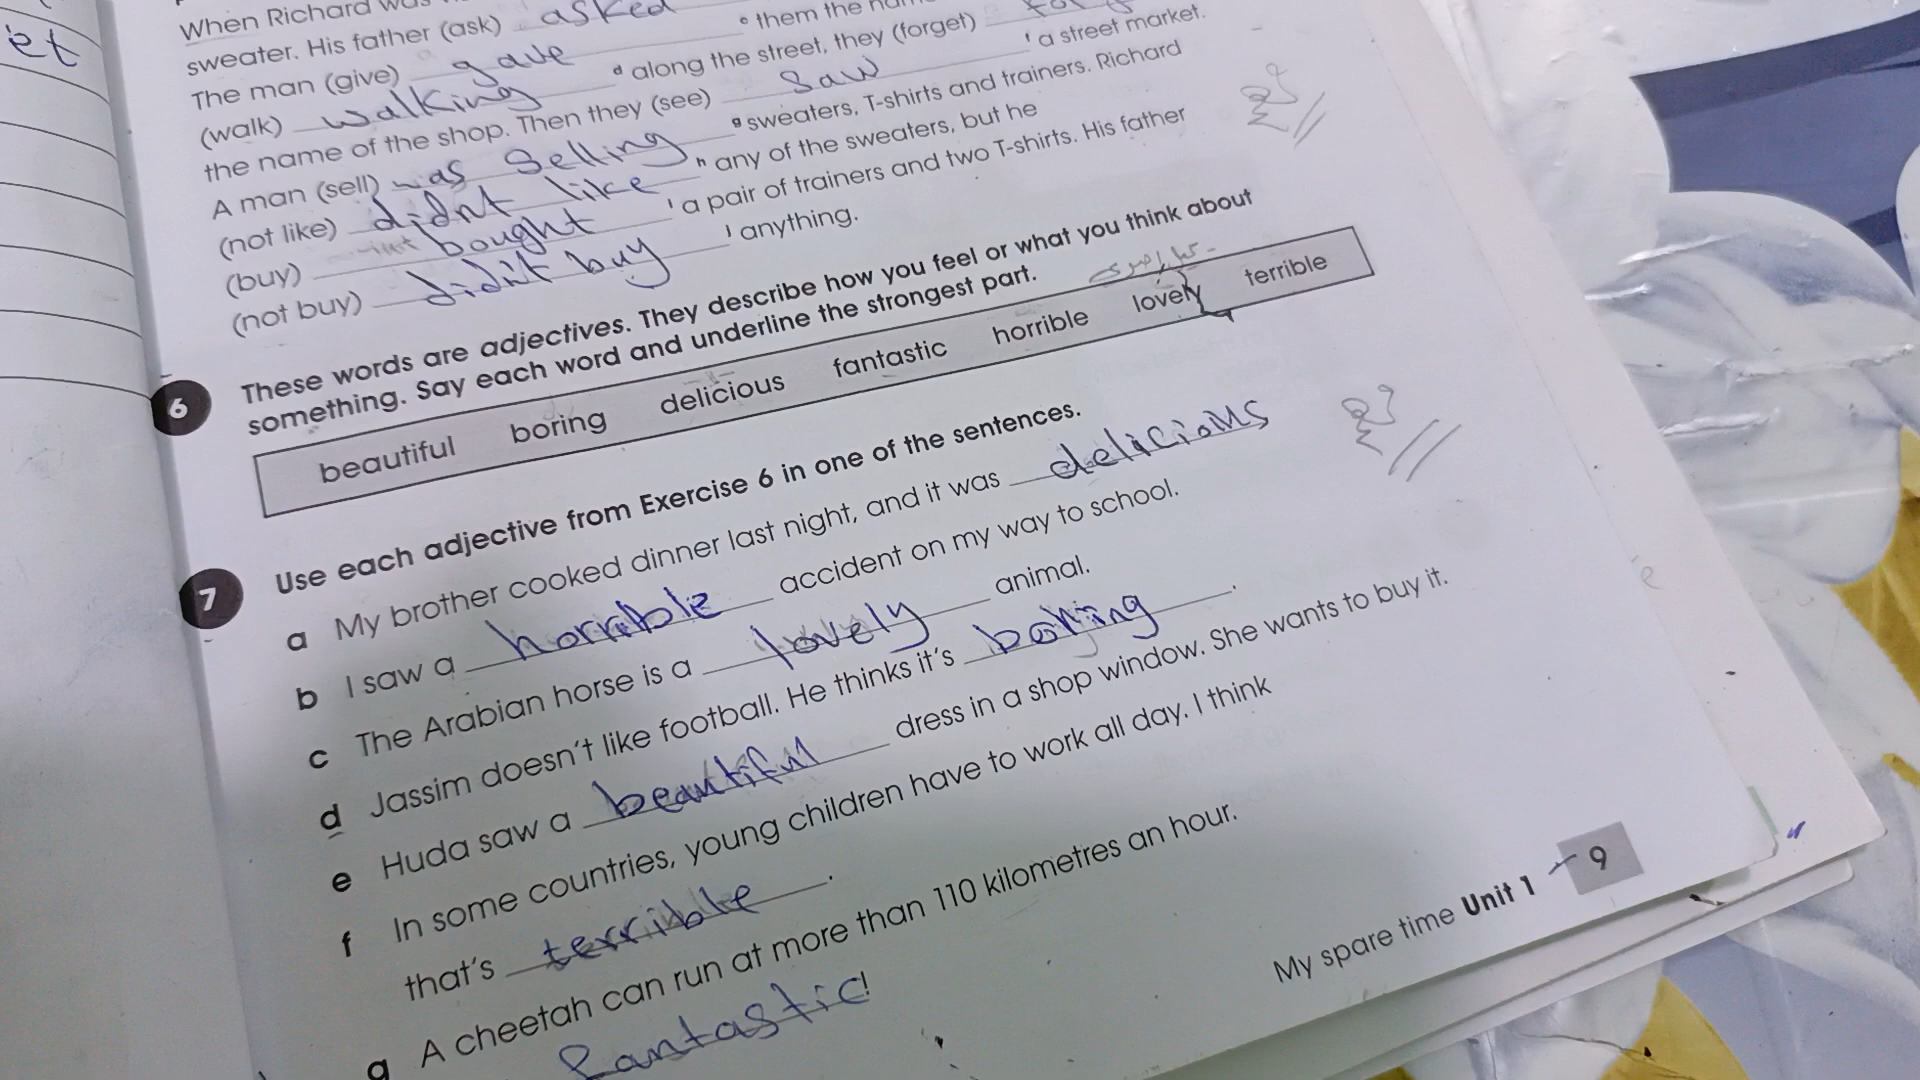 et
When Richard was
sweater. His father (ask) asked
The man (give) gave c them the
(walk) walking d along the street, they (forget)
the name of the shop. Then they (see) saw f a street market.
A man (sell) was Selling g sweaters, T-shirts and trainers. Richard
(not like) didnt like h any of the sweaters, but he
(buy) bought i a pair of trainers and two T-shirts. His father
(not buy) didn't buy j anything.
6 These words are adjectives. They describe how you feel or what you think about
something. Say each word and underline the strongest part.
beautiful boring delicious fantastic horrible lovely terrible
7 Use each adjective from Exercise 6 in one of the sentences.
a My brother cooked dinner last night, and it was delicious
b I saw a horrible accident on my way to school.
c The Arabian horse is a lovely animal.
d Jassim doesn't like football. He thinks it's boring.
e Huda saw a beautiful dress in a shop window. She wants to buy it.
f In some countries, young children have to work all day. I think
that's terrible.
g A cheetah can run at more than 110 kilometres an hour.
fantastic!
My spare time Unit 1 9